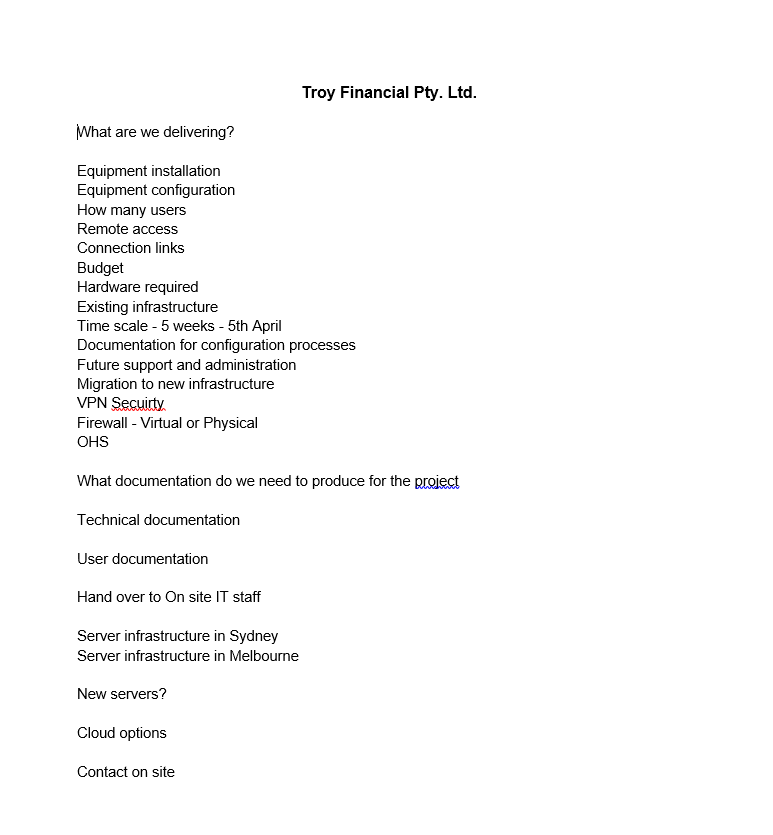 Troy Financial Pty. Ltd.
What are we delivering?
Equipment installation
Equipment configuration
How many users
Remote access
Connection links
Budget
Hardware required
Existing infrastructure
Time scale - 5 weeks - 5th April
Documentation for configuration processes
Future support and administration
Migration to new infrastructure
VPN Secuirty
Firewall - Virtual or Physical
OHS
What documentation do we need to produce for the project
Technical documentation
User documentation
Hand over to On site IT staff
Server infrastructure in Sydney
Server infrastructure in Melbourne
New servers?
Cloud options
Contact on site